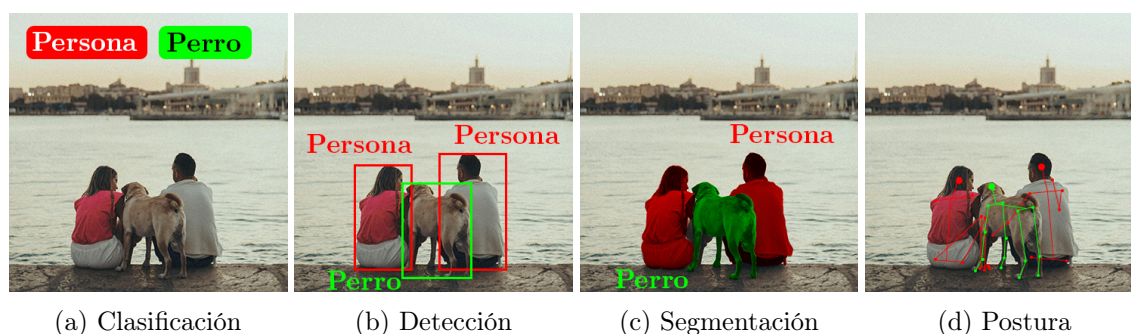 Persona Perro
Persona
Persona
Perro
Persona
Perro
(a) Clasificación
(b) Detección
(c) Segmentación
(d) Postura